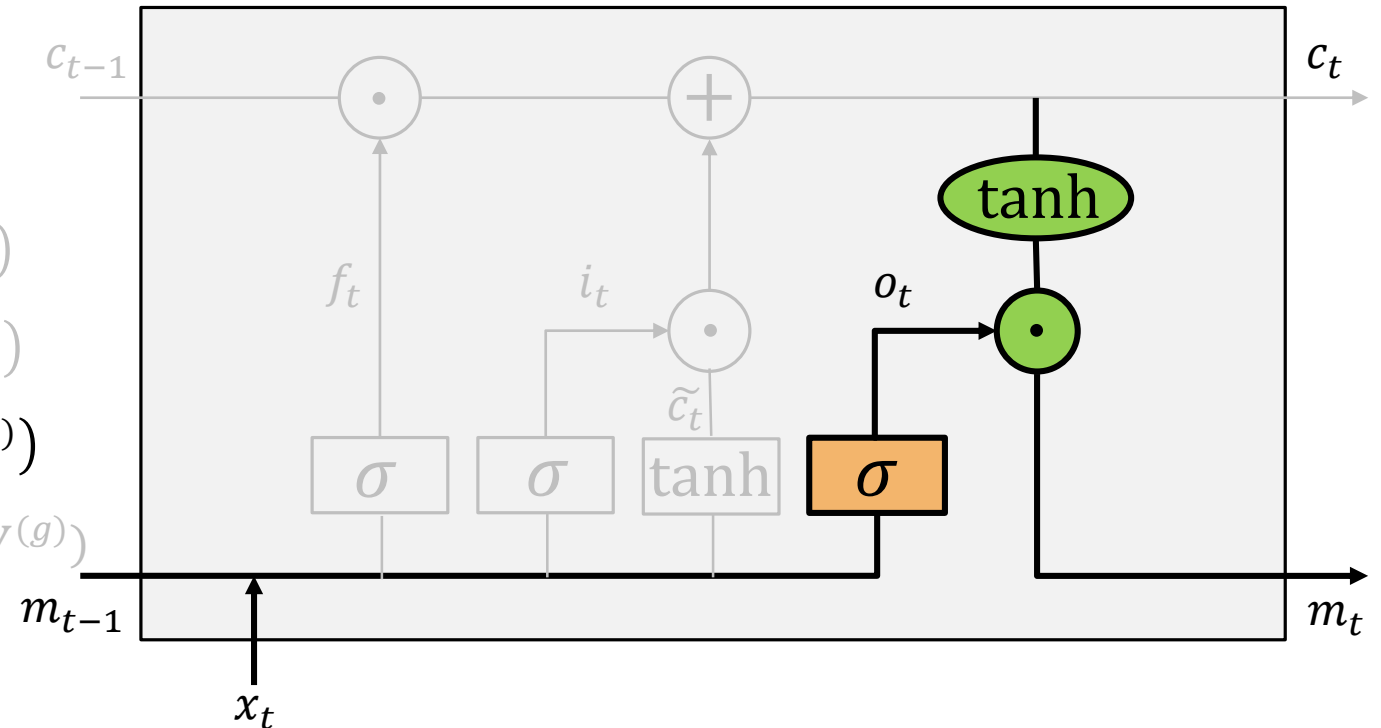 c_{t−1}
c_t
+
tanh
)
f_t
i_t
o_t
)
c̃_t
))
σ
σ
tanh
σ
(g))
m_{t−1}
m_t
x_t